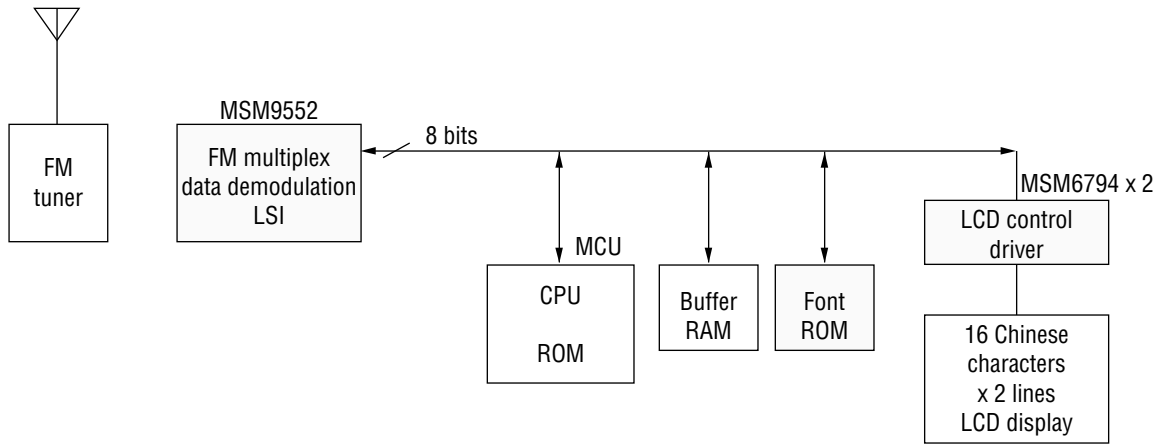 FM
tuner
MSM9552
FM multiplex
data demodulation
LSI
8 bits
MCU
CPU
ROM
Buffer
RAM
Font
ROM
MSM6794 x 2
LCD control
driver
16 Chinese
characters
x 2 lines
LCD display